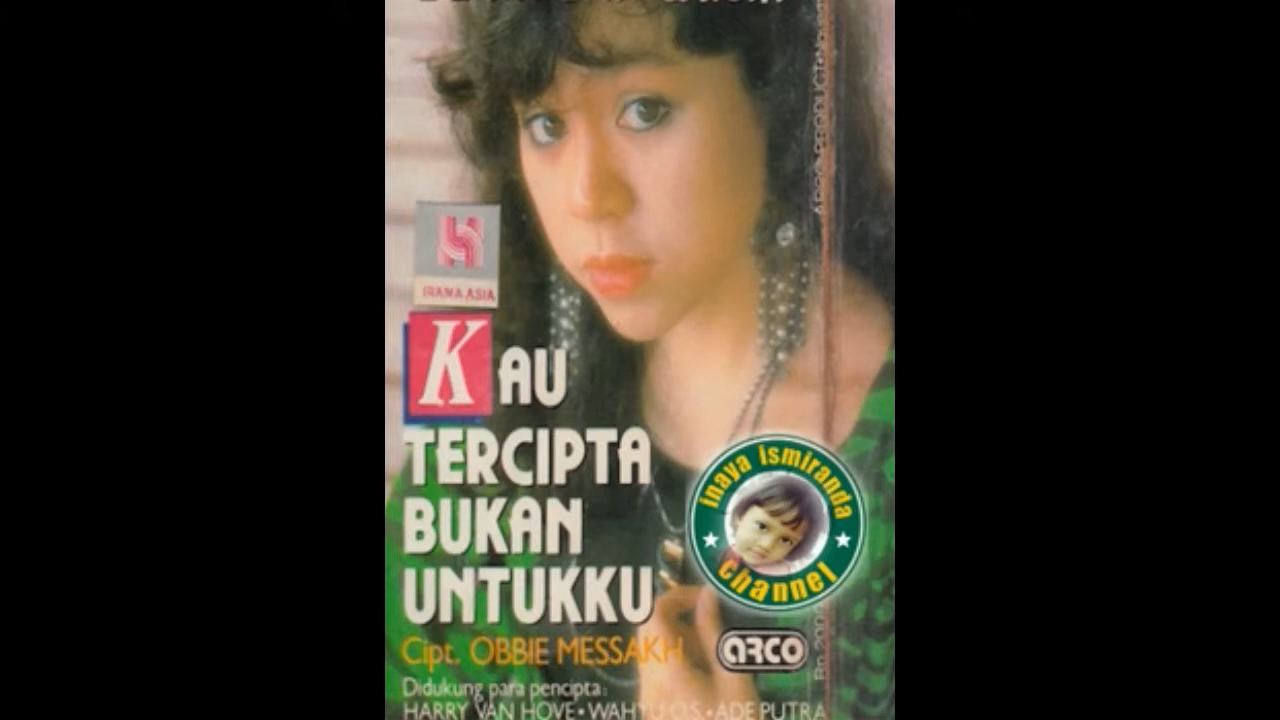 IRAMA ASIA
KAU
TERCIPTA
BUKAN
UNTUKKU
Cipt. OBBIE MESSAKH
Didukung para pencipta:
HARRY VAN HOVE • WAHYU O.S. • ADE PUTRA
inaya ismiranda
channel
arco